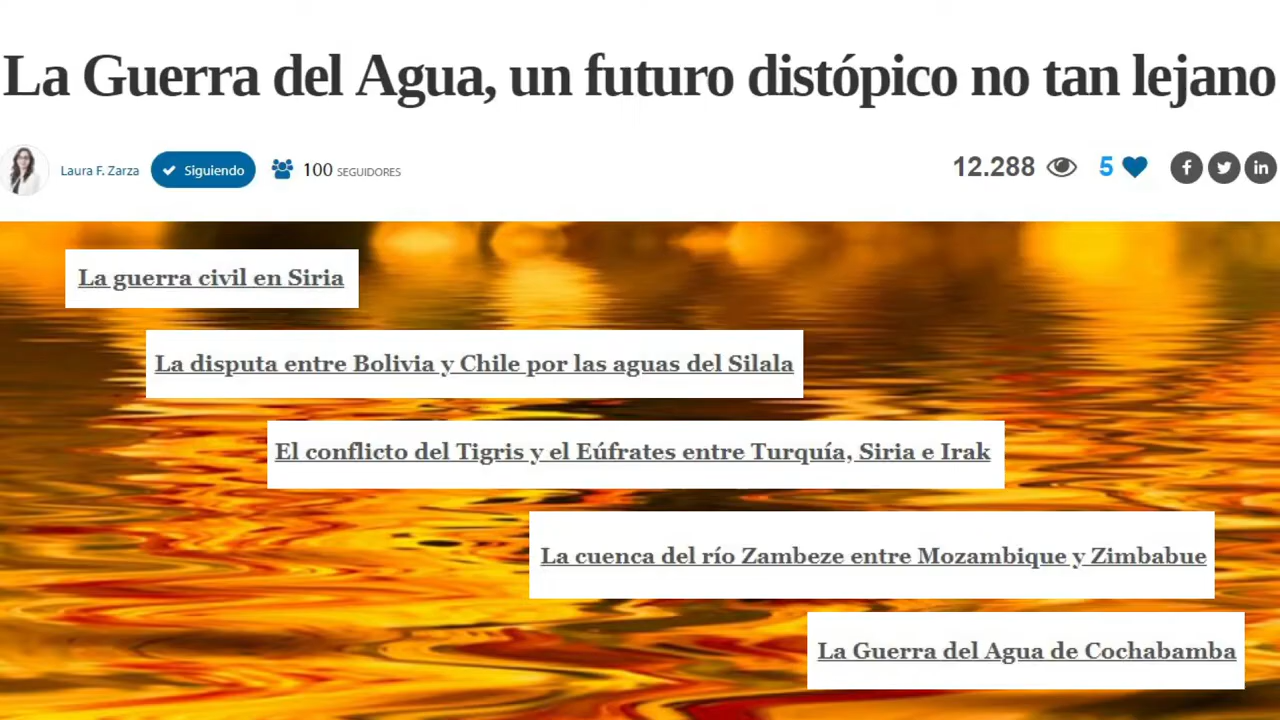 La Guerra del Agua, un futuro distópico no tan lejano
Laura F. Zarza Siguiendo 100 SEGUIDORES 12.288 5 f in
La guerra civil en Siria
La disputa entre Bolivia y Chile por las aguas del Silala
El conflicto del Tigris y el Eúfrates entre Turquía, Siria e Irak
La cuenca del río Zambeze entre Mozambique y Zimbabue
La Guerra del Agua de Cochabamba